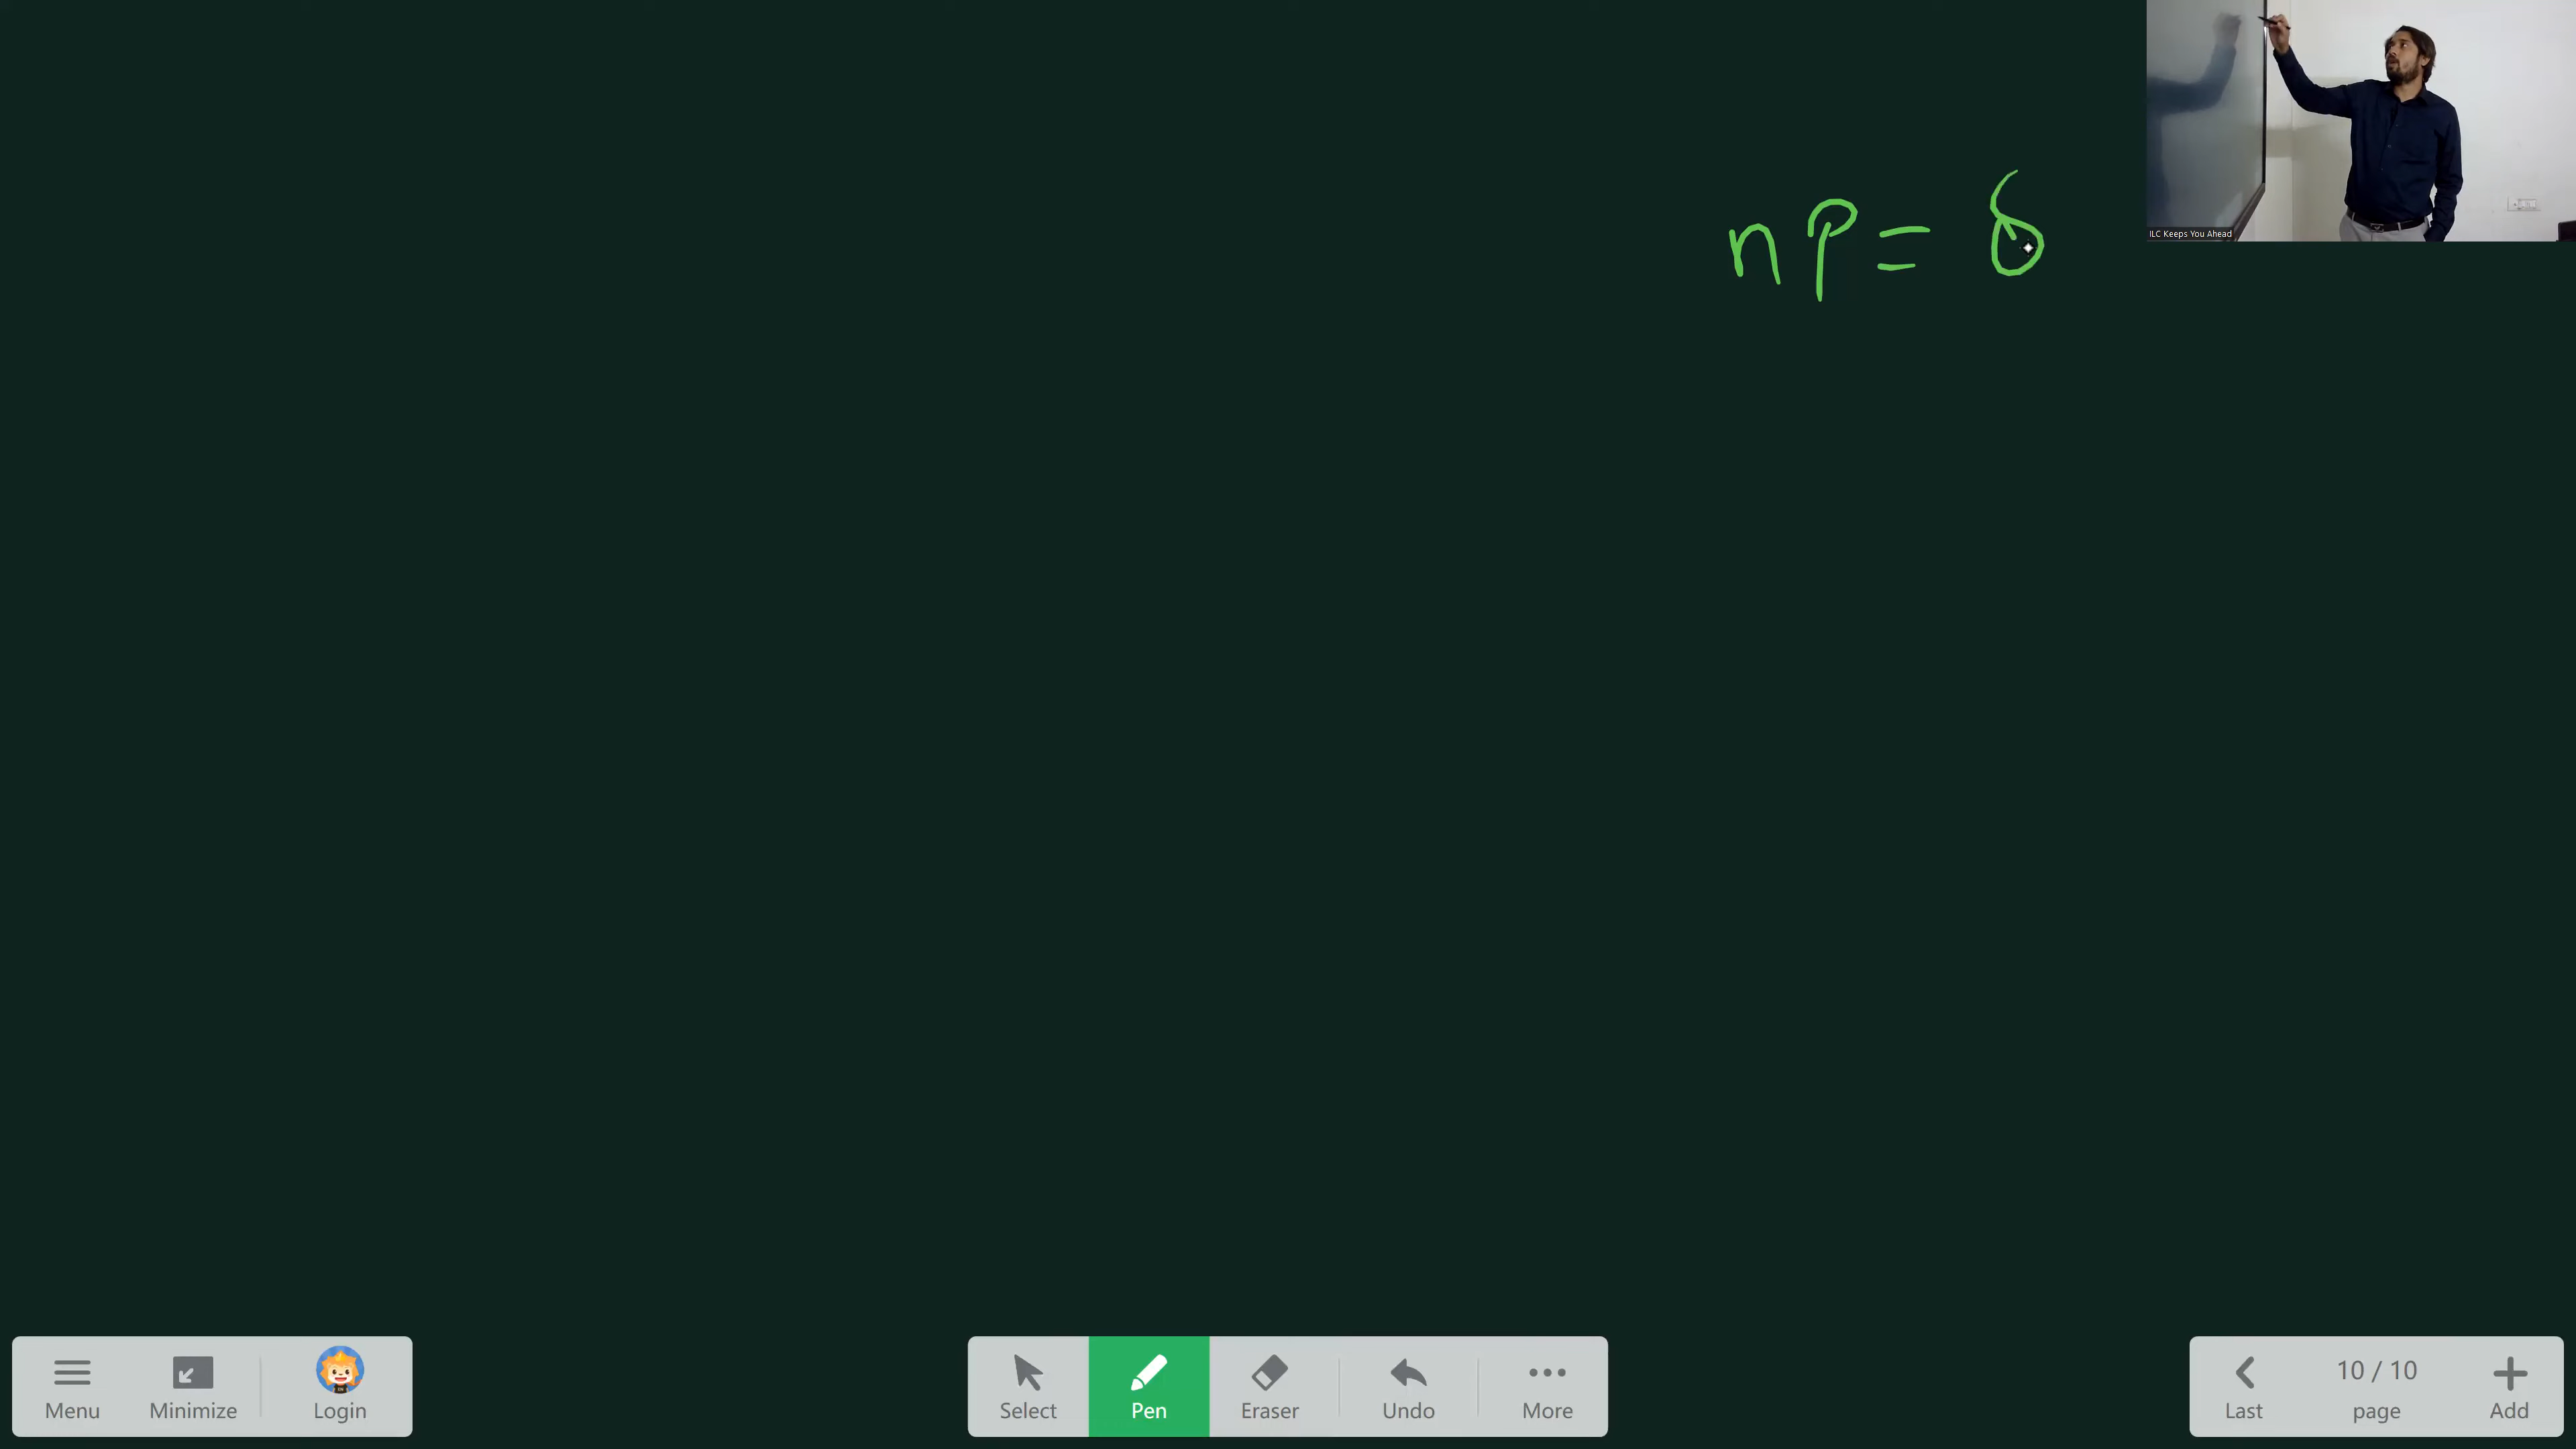 np = 6
ILC Keeps You Ahead
Menu
Minimize
Login
Select
Pen
Eraser
Undo
More
Last
10 / 10
page
Add